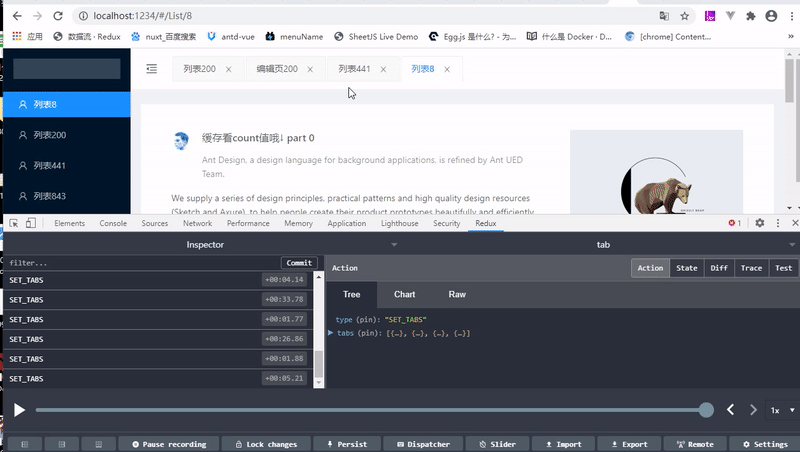 localhost:1234/#/List/8
应用 数据流 · Redux nuxt_百度搜索 antd-vue menuName SheetJS Live Demo Egg.js 是什么? - 为... 什么是 Docker · D... [chrome] Content...
列表200 × 编辑页200 × 列表441 × 列表8 ×
列表8
列表200
列表441
列表843
缓存看count值哦↓ part 0
Ant Design, a design language for background applications, is refined by Ant UED
Team.
We supply a series of design principles, practical patterns and high quality design resources
(Sketch and Axure), to help people create their product prototypes beautifully and efficiently.
Elements Console Sources Network Performance Memory Application Lighthouse Security Redux 1
Inspector tab
filter... Commit Action Action State Diff Trace Test
SET_TABS +00:04.14
SET_TABS +00:33.78
SET_TABS +00:01.77
SET_TABS +00:26.86
SET_TABS +00:01.88
SET_TABS +00:05.21
Tree Chart Raw
type (pin): "SET_TABS"
tabs (pin): [{…}, {…}, {…}, {…}]
1x
Pause recording Lock changes Persist Dispatcher Slider Import Export Remote Settings